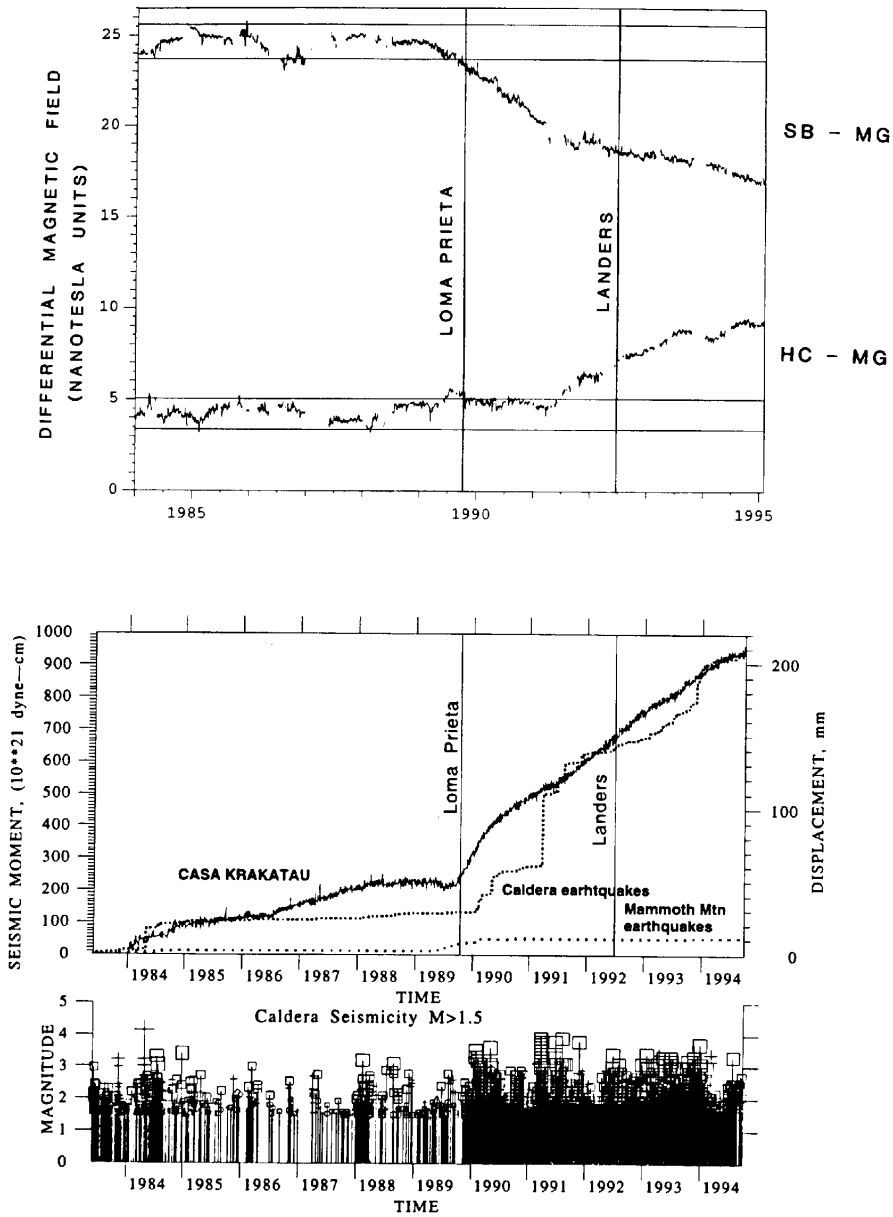 DIFFERENTIAL MAGNETIC FIELD
(NANOTESLA UNITS)
25
20
15
10
5
0
LOMA PRIETA
LANDERS
SB - MG
HC - MG
1985
1990
1995
SEISMIC MOMENT, (10**21 dyne—cm)
1000
900
800
700
600
500
400
300
200
100
0
Loma Prieta
Landers
CASA KRAKATAU
Caldera earhtquakes
Mammoth Mtn
earthquakes
200
100
0
DISPLACEMENT, mm
1984 1985 1986 1987 1988 1989 1990 1991 1992 1993 1994
TIME
Caldera Seismicity M>1.5
MAGNITUDE
5
4
3
2
1
0
1984 1985 1986 1987 1988 1989 1990 1991 1992 1993 1994
TIME